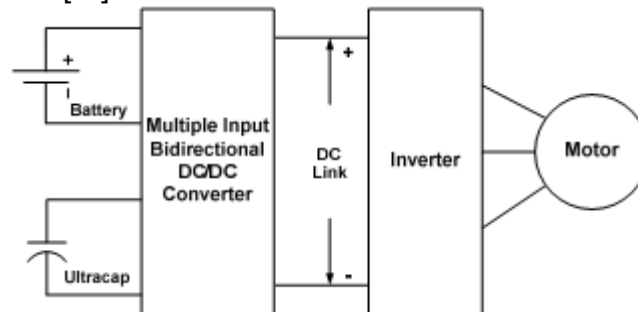 +
Battery
Multiple Input
Bidirectional
DC/DC
Converter
Ultracap
+
DC
Link
-
Inverter
Motor